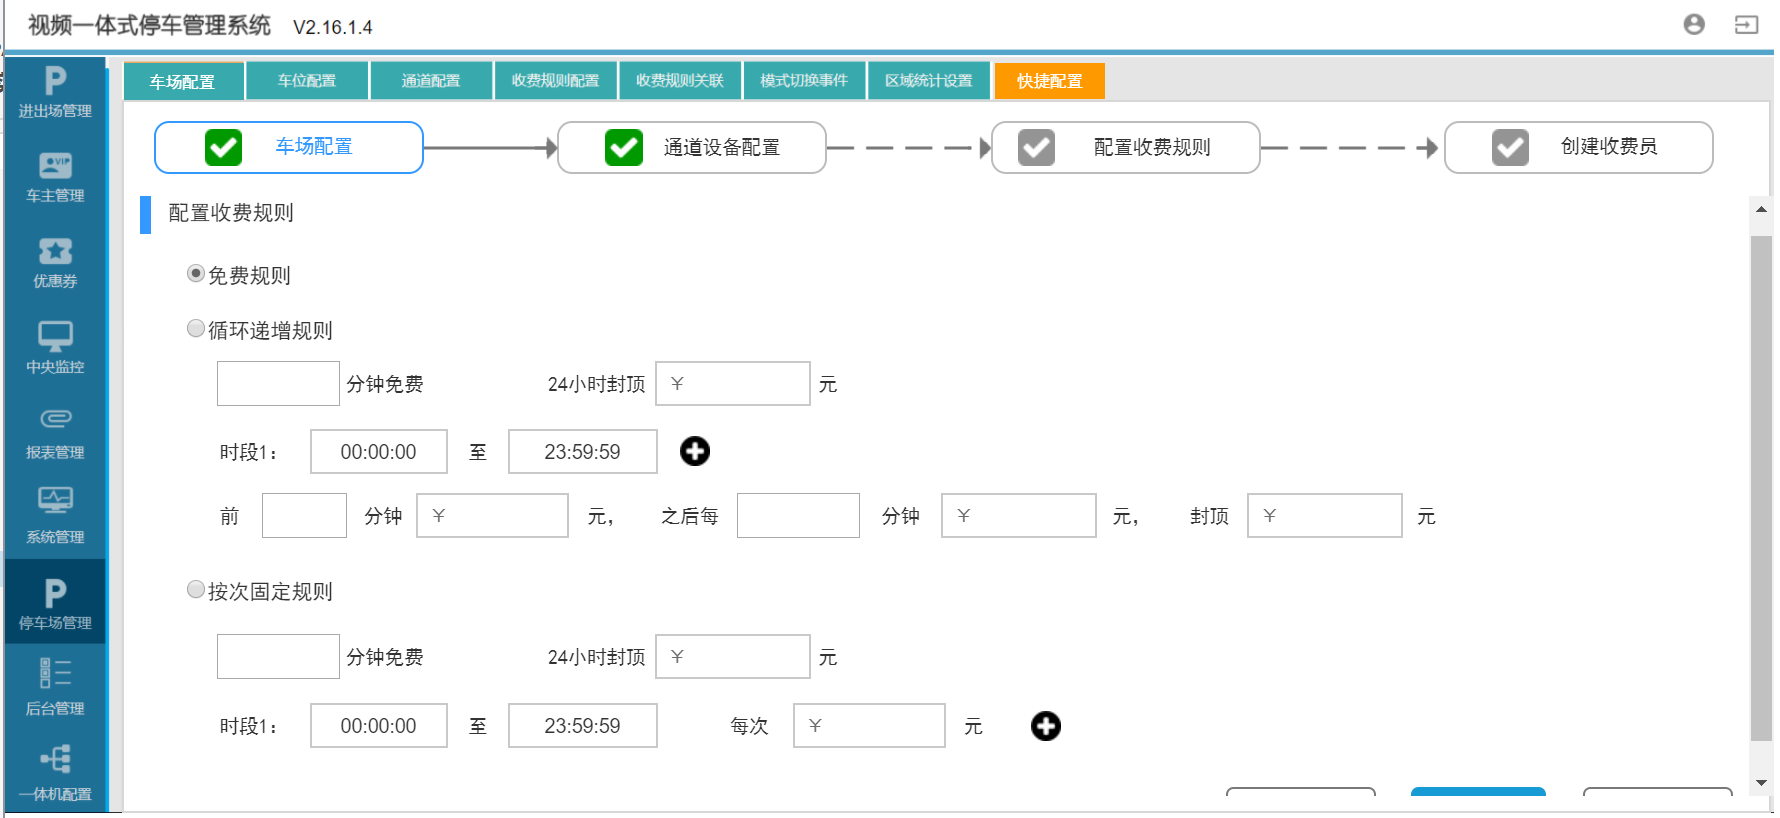 视频一体式停车管理系统 V2.16.1.4
进出场管理
车主管理
优惠券
中央监控
报表管理
系统管理
停车场管理
后台管理
一体机配置
车场配置 车位配置 通道配置 收费规则配置 收费规则关联 模式切换事件 区域统计设置 快捷配置
车场配置 通道设备配置 配置收费规则 创建收费员
配置收费规则
免费规则
循环递增规则
分钟免费 24小时封顶 ¥ 元
时段1： 00:00:00 至 23:59:59
前 分钟 ¥ 元， 之后每 分钟 ¥ 元， 封顶 ¥ 元
按次固定规则
分钟免费 24小时封顶 ¥ 元
时段1： 00:00:00 至 23:59:59 每次 ¥ 元